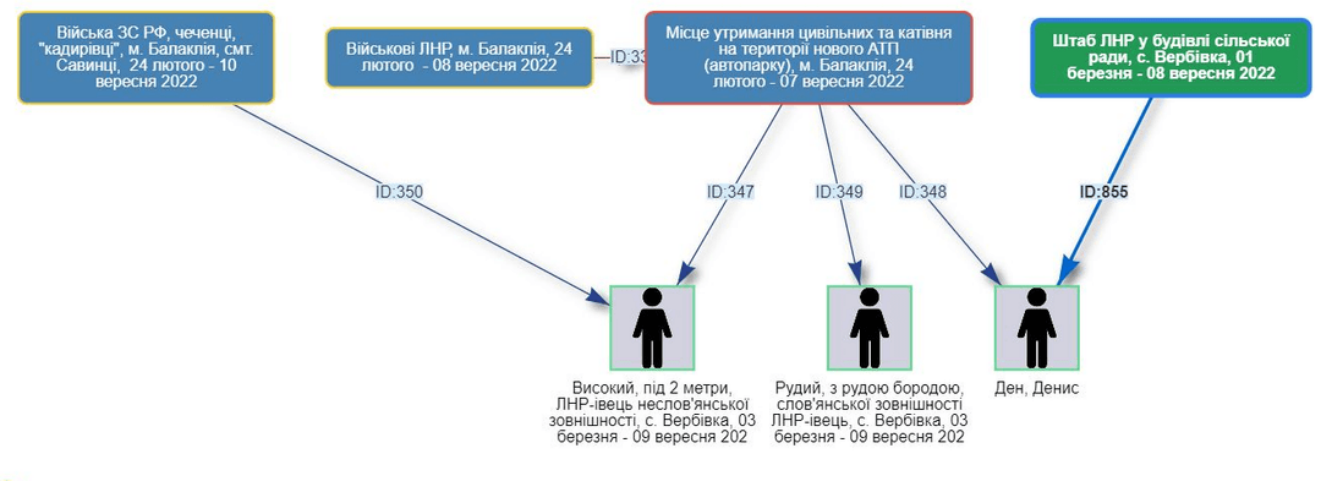 Війська ЗС РФ, чеченці,
"кадирівці", м. Балаклія, смт.
Савинці, 24 лютого - 10
вересня 2022
Військові ЛНР, м. Балаклія, 24
лютого - 08 вересня 2022
ID:33
Місце утримання цивільних та катівня
на території нового АТП
(автопарку), м. Балаклія, 24
лютого - 07 вересня 2022
Штаб ЛНР у будівлі сільської
ради, с. Вербівка, 01
березня - 08 вересня 2022
ID:350
ID:347
ID:349
ID:348
ID:855
Високий, під 2 метри,
ЛНР-івець неслов'янської
зовнішності, с. Вербівка, 03
березня - 09 вересня 202
Рудий, з рудою бородою,
слов'янської зовнішності
ЛНР-івець, с. Вербівка, 03
березня - 09 вересня 202
Ден, Денис